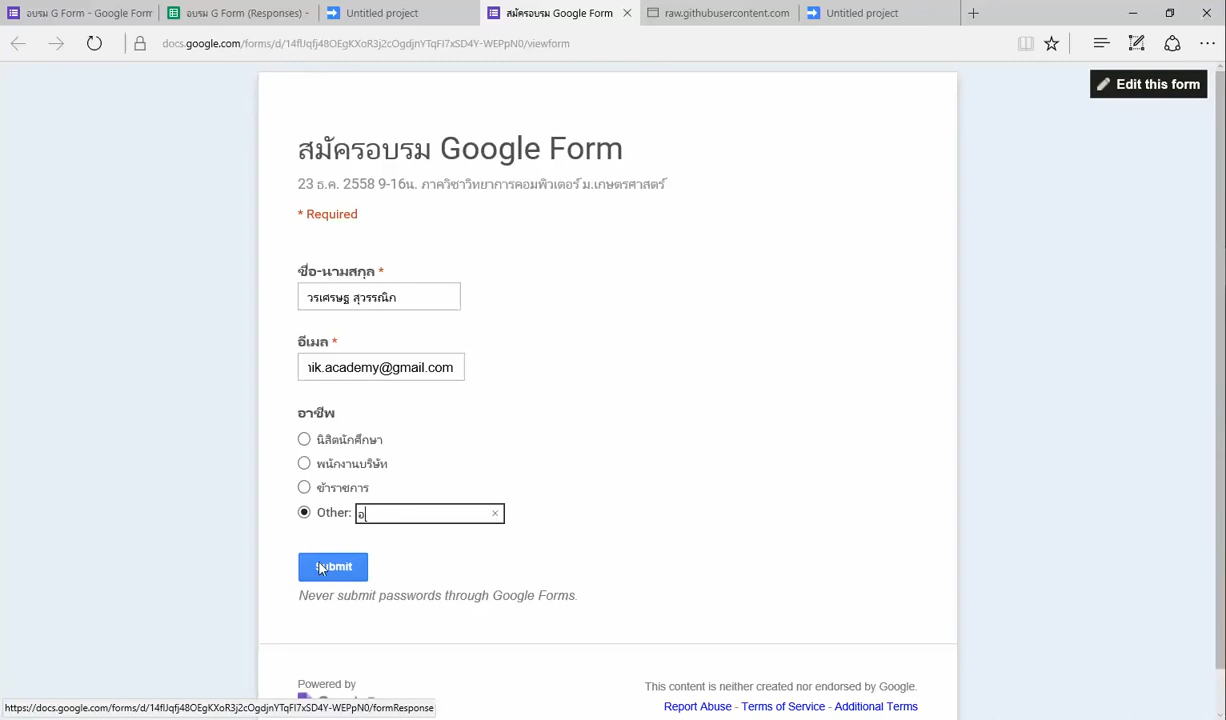 อบรม G Form - Google Form
อบรม G Form (Responses) -
Untitled project
สมัครอบรม Google Form
raw.githubusercontent.com
Untitled project
docs.google.com/forms/d/14flJqfj48OEgKXoR3j2cOgdjnYTqFI7xSD4Y-WEPpN0/viewform
Edit this form
สมัครอบรม Google Form
23 ธ.ค. 2558 9-16น. ภาควิชาวิทยาการคอมพิวเตอร์ ม.เกษตรศาสตร์
* Required
ชื่อ-นามสกุล *
วรเศรษฐ สุวรรณิก
อีเมล *
nik.academy@gmail.com
อาชีพ
นิสิตนักศึกษา
พนักงานบริษัท
ข้าราชการ
Other: อ
Submit
Never submit passwords through Google Forms.
Powered by
This content is neither created nor endorsed by Google.
Report Abuse - Terms of Service - Additional Terms
https://docs.google.com/forms/d/14flJqfj48OEgKXoR3j2cOgdjnYTqFI7xSD4Y-WEPpN0/formResponse